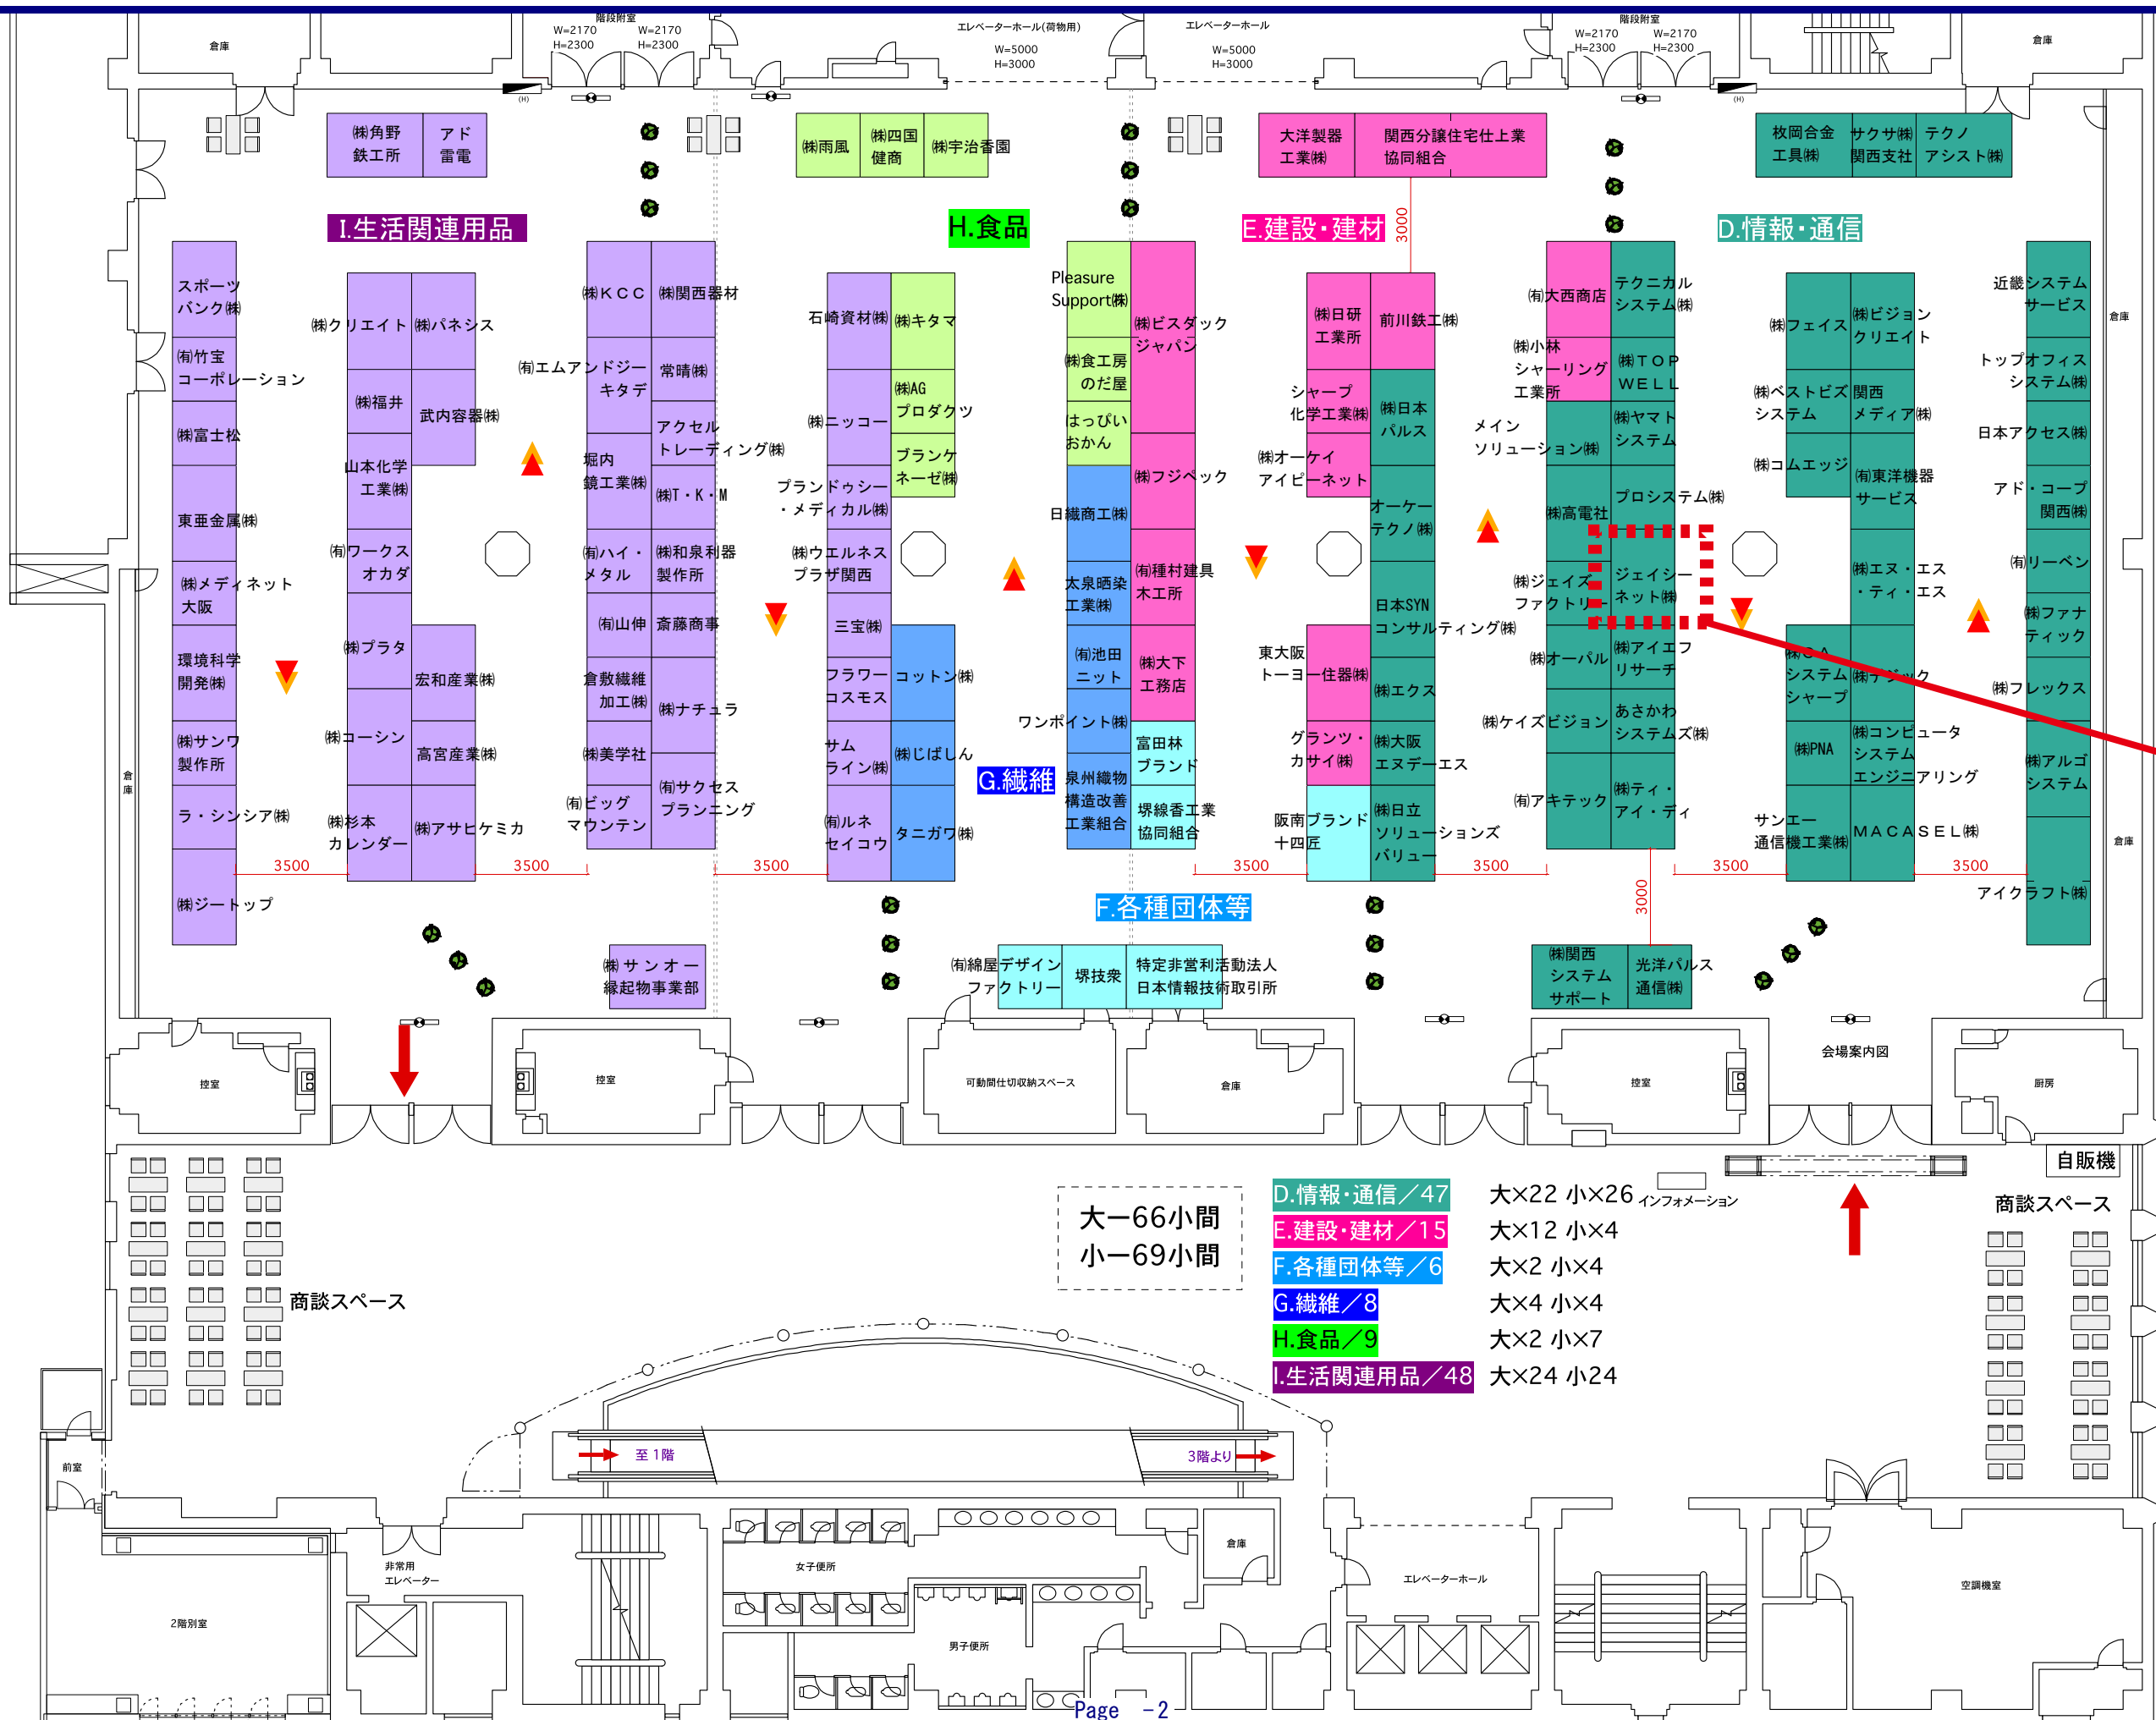 倉庫
階段附室
W=2170
H=2300
W=2170
H=2300
エレベーターホール(荷物用)
W=5000
H=3000
エレベーターホール
W=5000
H=3000
階段附室
W=2170
H=2300
W=2170
H=2300
倉庫
(H)
(H)
㈱角野
鉄工所
アド
雷電
㈱雨風
㈱四国
健商
㈱宇治香園
大洋製器
工業㈱
関西分譲住宅仕上業
協同組合
枚岡合金
工具㈱
サクサ㈱
関西支社
テクノ
アシスト㈱
I.生活関連用品
H.食品
E.建設・建材
3000
D.情報・通信
スポーツ
バンク㈱
㈲竹宝
コーポレーション
㈱富士松
東亜金属㈱
㈱メディネット
大阪
環境科学
開発㈱
㈱サンワ
製作所
ラ・シンシア㈱
㈱ジートップ
㈱クリエイト
㈱福井
山本化学
工業㈱
㈲ワークス
オカダ
㈱プラタ
㈱コーシン
㈱杉本
カレンダー
㈱パネシス
武内容器㈱
宏和産業㈱
高宮産業㈱
㈱アサヒケミカ
㈱ＫＣＣ
㈲エムアンドジー
キタデ
堀内
鏡工業㈱
㈲ハイ・
メタル
㈲山伸
倉敷繊維
加工㈱
㈱美学社
㈲ビッグ
マウンテン
㈱関西器材
常晴㈱
アクセル
トレーディング㈱
㈱T・K・M
㈱和泉利器
製作所
斎藤商事
㈱ナチュラ
㈲サクセス
プランニング
石崎資材㈱
㈱ニッコー
ブランドゥシー
・メディカル㈱
㈱ウエルネス
プラザ関西
三宝㈱
フラワー
コスモス
サム
ライン㈱
㈲ルネ
セイコウ
㈱キタマ
㈱AG
プロダクツ
ブランケ
ネーゼ㈱
コットン㈱
㈱じばしん
タニガワ㈱
G.繊維
Pleasure
Support㈱
㈱食工房
のだ屋
はっぴい
おかん
日繊商工㈱
太泉晒染
工業㈱
㈲池田
ニット
ワンポイント㈱
泉州織物
構造改善
工業組合
㈱ビスダック
ジャパン
㈱フジペック
㈲種村建具
木工所
㈱大下
工務店
富田林
ブランド
堺線香工業
協同組合
㈱日研
工業所
シャープ
化学工業㈱
㈱オーケイ
アイピーネット
東大阪
トーヨー住器㈱
グランツ・
カサイ㈱
阪南ブランド
十四匠
前川鉄工㈱
㈱日本
パルス
オーケー
テクノ㈱
日本SYN
コンサルティング㈱
㈱エクス
㈱大阪
エヌデーエス
㈱日立
ソリューションズ
バリュー
㈲大西商店
㈱小林
シャーリング
工業所
メイン
ソリューション㈱
㈱高電社
㈱ジェイズ
ファクトリー
㈱オーパル
㈱ケイズビジョン
㈲アキテック
テクニカル
システム㈱
㈱ＴＯＰ
ＷＥＬＬ
㈱ヤマト
システム
プロシステム㈱
ジェイシー
ネット㈱
㈱アイエフ
リサーチ
あさかわ
システムズ㈱
㈱ティ・
アイ・ディ
㈱フェイス
㈱ベストビズ
システム
㈱コムエッジ
システム
シャープ
㈱PNA
サンエー
通信機工業㈱
㈱ビジョン
クリエイト
関西
メディア㈱
㈲東洋機器
サービス
㈱エヌ・エス
・ティ・エス
㈱コンピュータ
システム
エンジニアリング
ＭＡＣＡＳＥＬ㈱
近畿システム
サービス
トップオフィス
システム㈱
日本アクセス㈱
アド・コープ
関西㈱
㈲リーベン
㈱ファナ
ティック
㈱フレックス
㈱アルゴ
システム
アイクラフト㈱
倉庫
倉庫
倉庫
3500
3500
3500
3500
3500
3500
3500
3000
F.各種団体等
㈱サンオー
縁起物事業部
㈲綿屋デザイン
ファクトリー
堺技衆
特定非営利活動法人
日本情報技術取引所
㈱関西
システム
サポート
光洋パルス
通信㈱
控室
控室
可動間仕切収納スペース
倉庫
控室
会場案内図
厨房
自販機
インフォメーション
商談スペース
商談スペース
大ー66小間
小ー69小間
D.情報・通信／47 大×22 小×26
E.建設・建材／15 大×12 小×4
F.各種団体等／6 大×2 小×4
G.繊維／8 大×4 小×4
H.食品／9 大×2 小×7
I.生活関連用品／48 大×24 小24
至 1階
3階より
前室
非常用
エレベーター
2階別室
女子便所
男子便所
倉庫
エレベーターホール
空調機室
Page －2